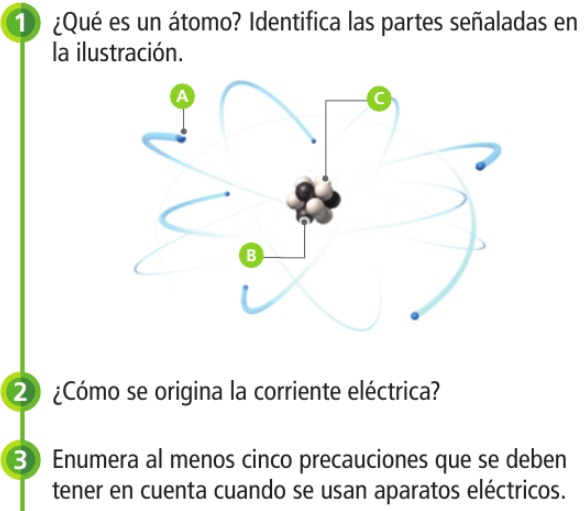 1 ¿Qué es un átomo? Identifica las partes señaladas en
la ilustración.
A
C
B
2 ¿Cómo se origina la corriente eléctrica?
3 Enumera al menos cinco precauciones que se deben
tener en cuenta cuando se usan aparatos eléctricos.